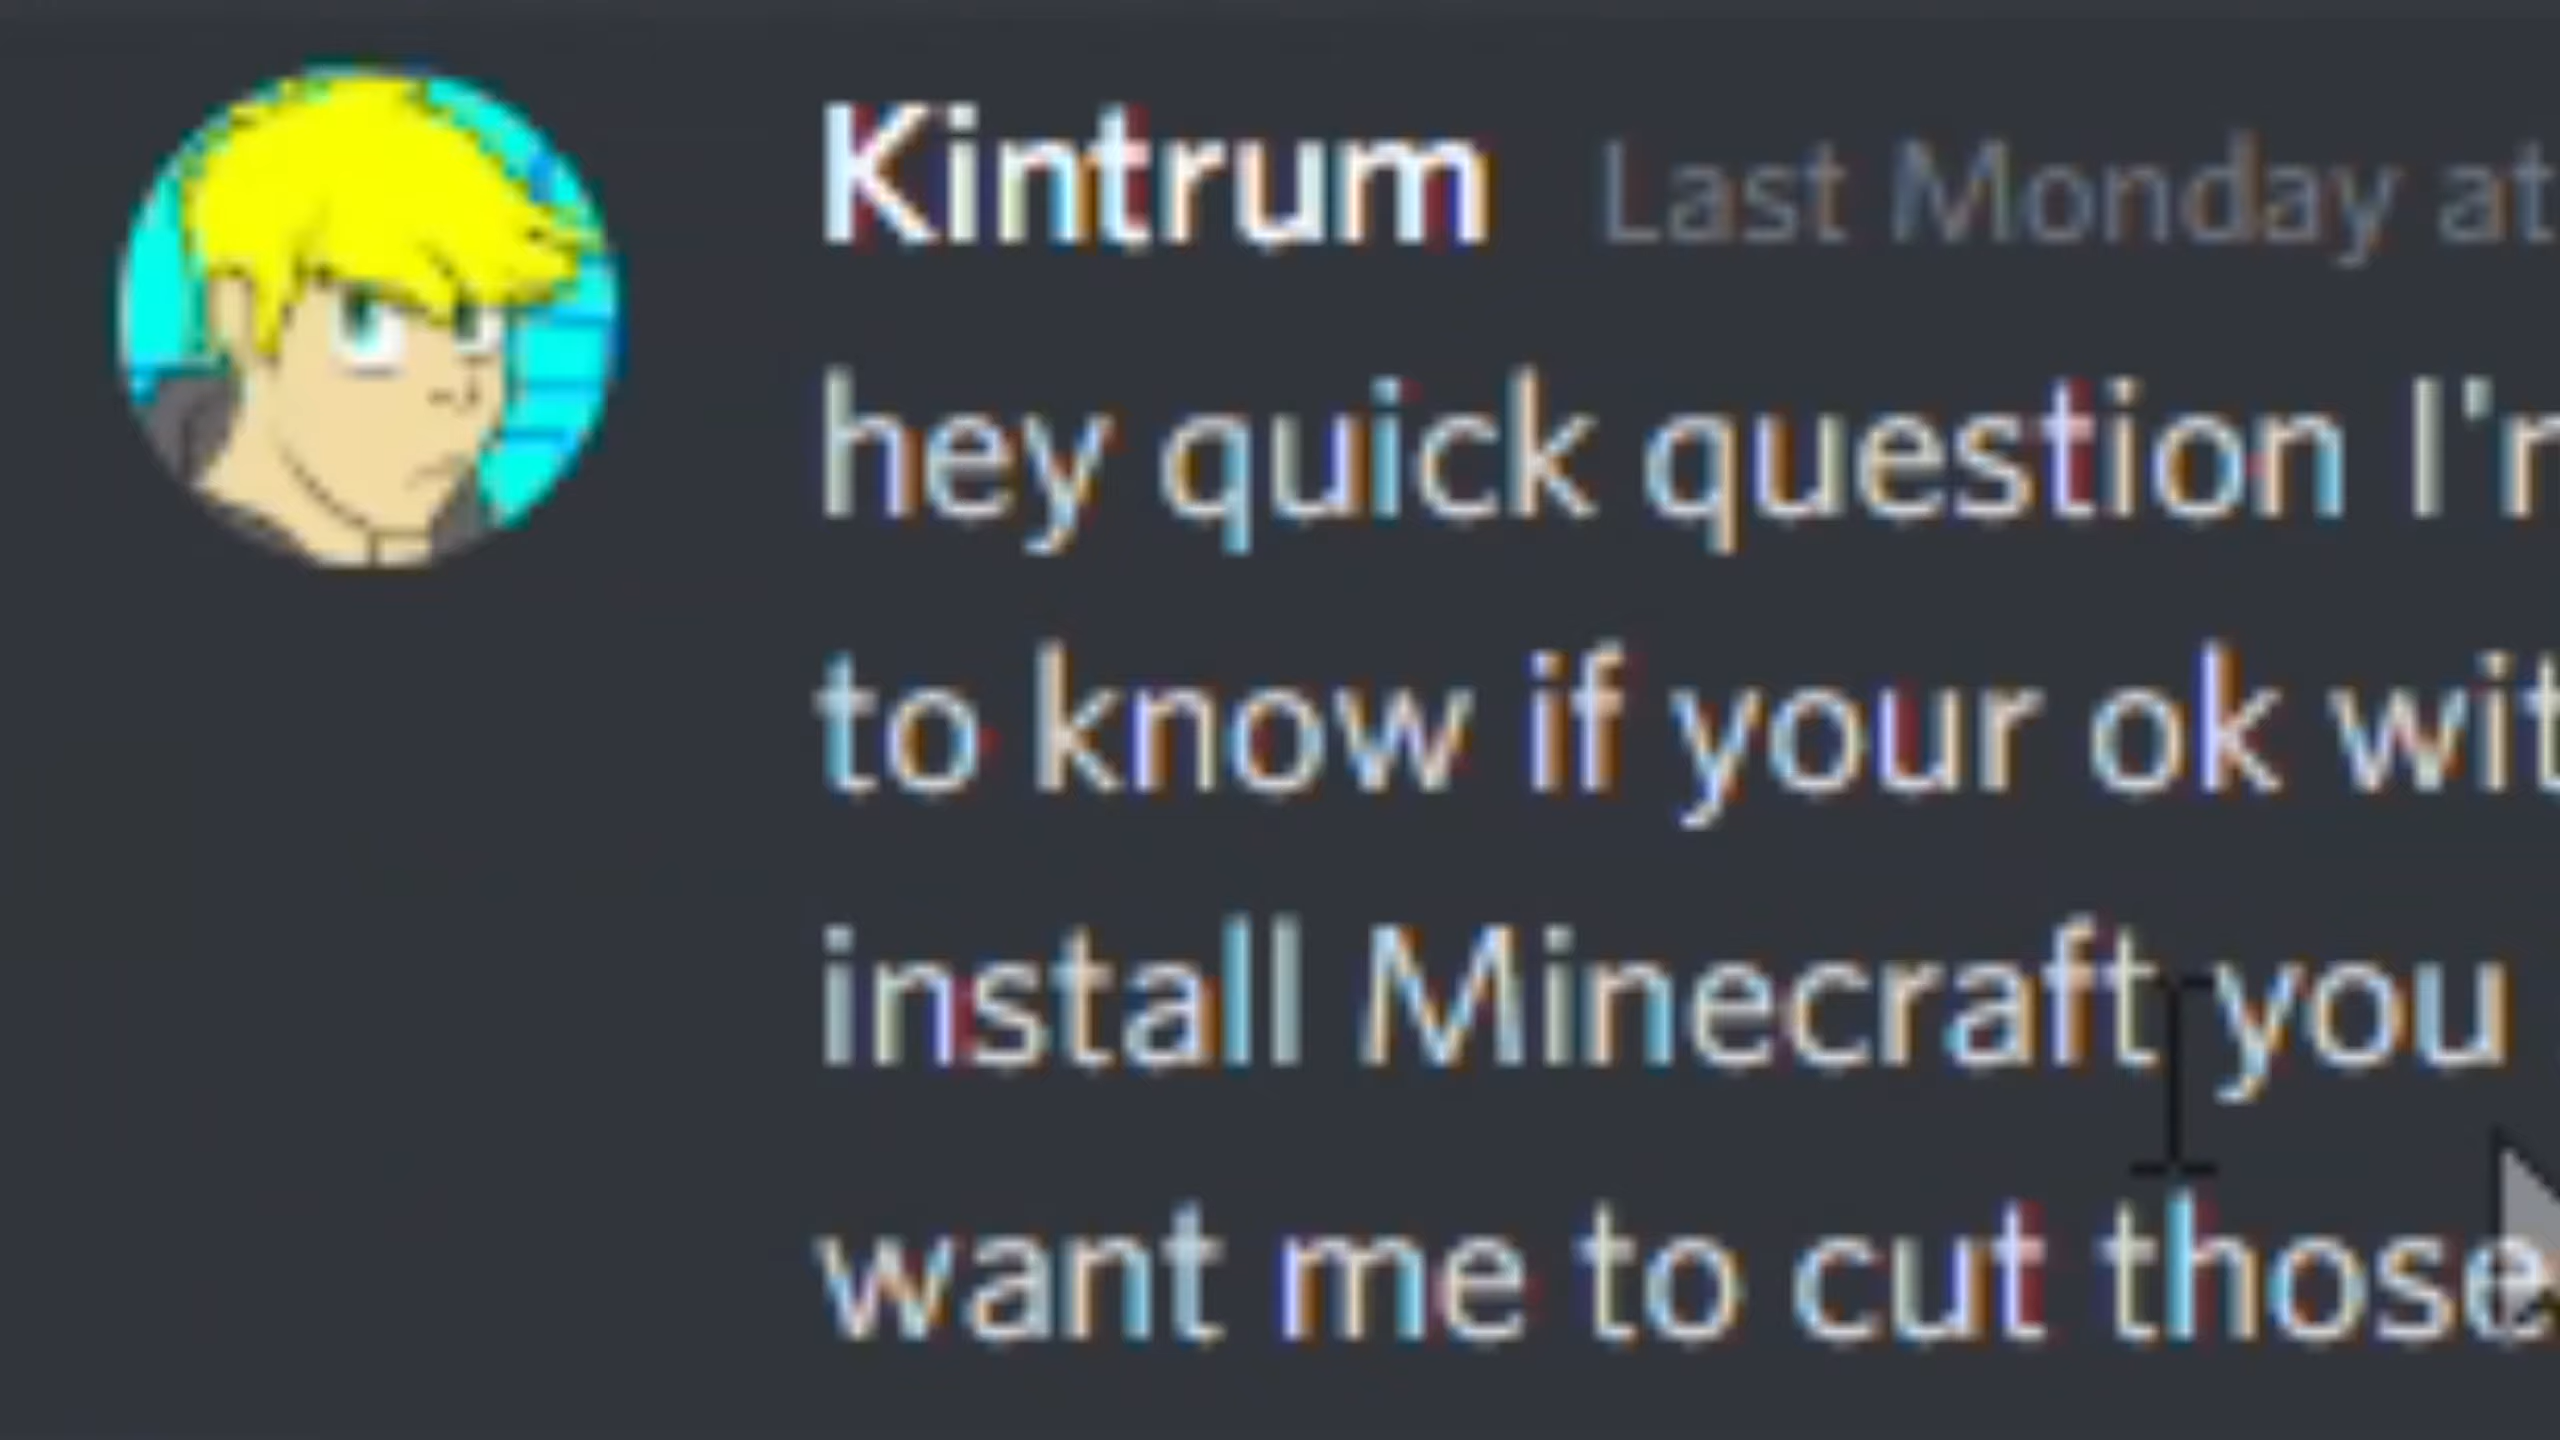 Kintrum Last Monday at
hey quick question I'm
to know if your ok wit
install Minecraft you
want me to cut those